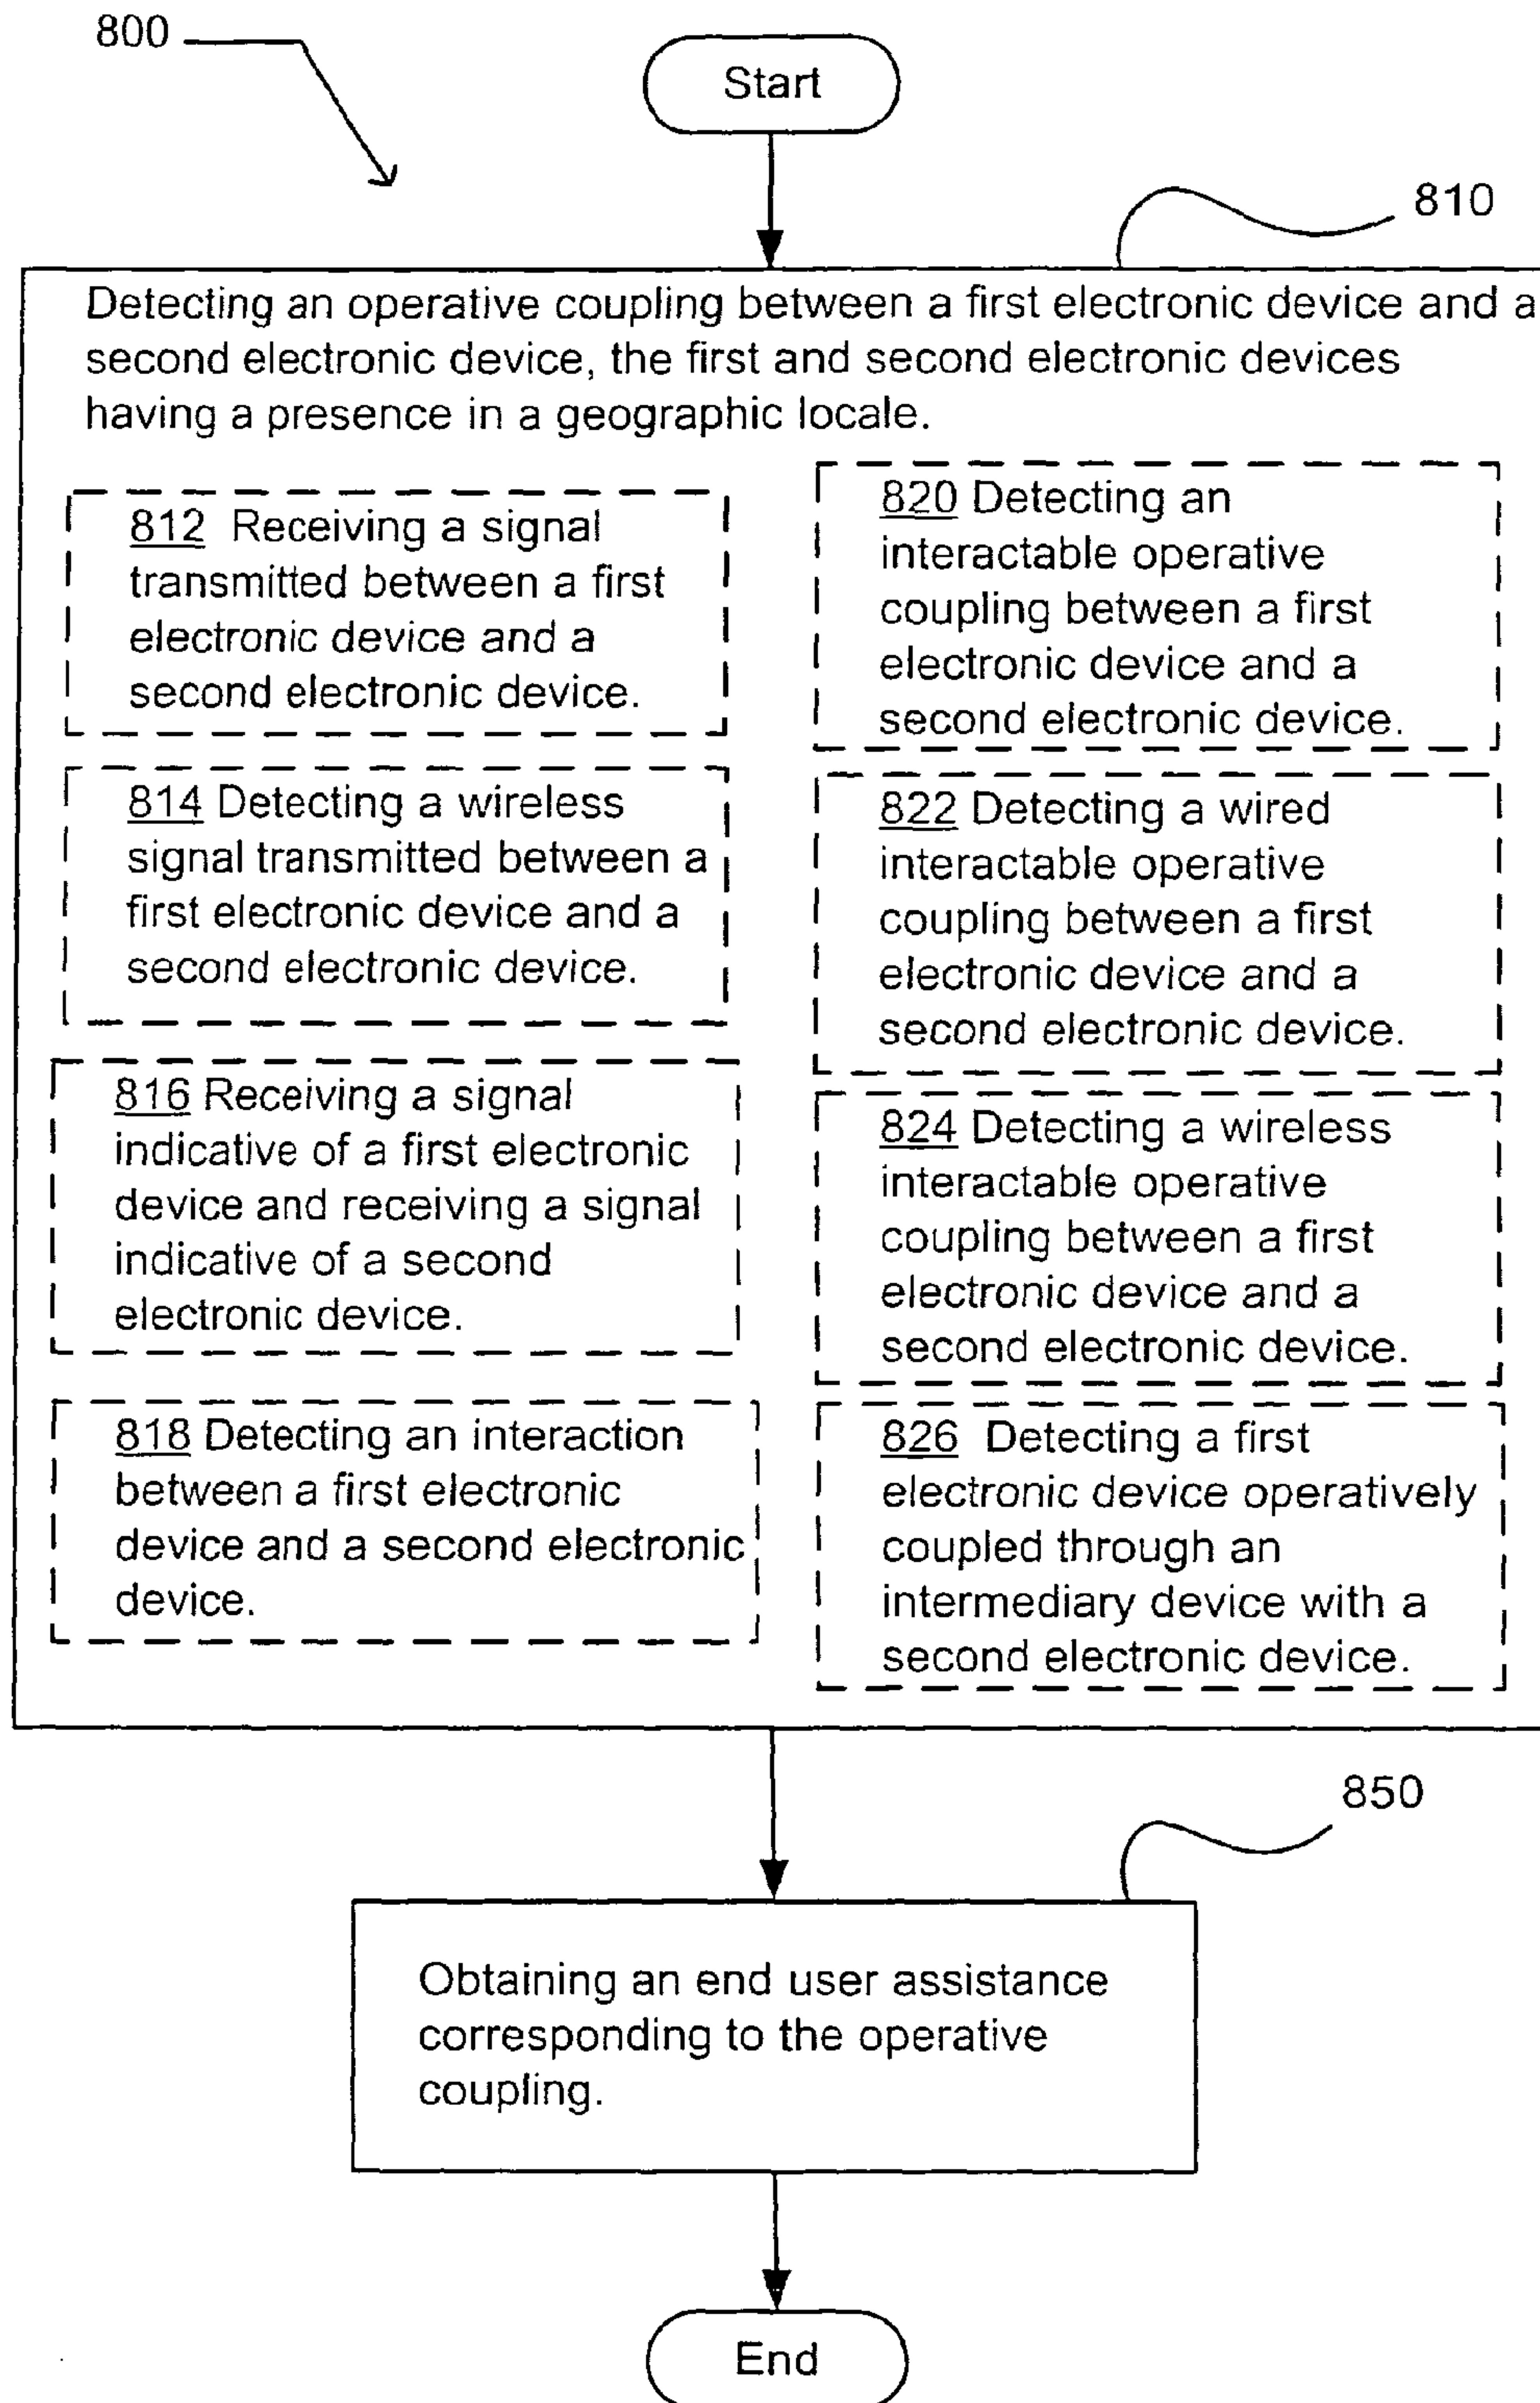 800
Start
810
Detecting an operative coupling between a first electronic device and a
second electronic device, the first and second electronic devices
having a presence in a geographic locale.
812 Receiving a signal
transmitted between a first
electronic device and a
second electronic device.
814 Detecting a wireless
signal transmitted between a
first electronic device and a
second electronic device.
816 Receiving a signal
indicative of a first electronic
device and receiving a signal
indicative of a second
electronic device.
818 Detecting an interaction
between a first electronic
device and a second electronic
device.
820 Detecting an
interactable operative
coupling between a first
electronic device and a
second electronic device.
822 Detecting a wired
interactable operative
coupling between a first
electronic device and a
second electronic device.
824 Detecting a wireless
interactable operative
coupling between a first
electronic device and a
second electronic device.
826 Detecting a first
electronic device operatively
coupled through an
intermediary device with a
second electronic device.
850
Obtaining an end user assistance
corresponding to the operative
coupling.
End